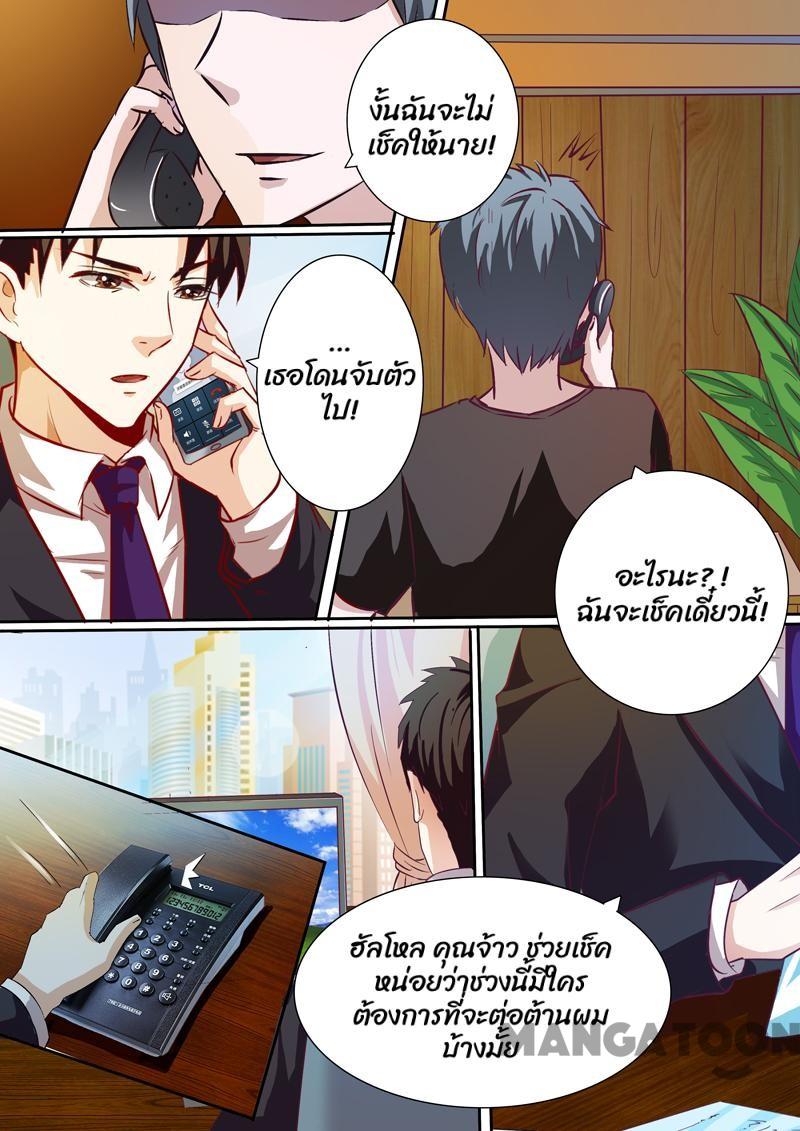 งั้นฉันจะไม่
เช็คให้นาย!
...
เธอโดนจับตัว
ไป!
อะไรนะ?!
ฉันจะเช็คเดี๋ยวนี้!
TCL
123456789012
ฮัลโหล คุณจ้าว ช่วยเช็ค
หน่อยว่าช่วงนี้มีใคร
ต้องการที่จะต่อต้านผม
บ้างมั้ย
MANGATOON